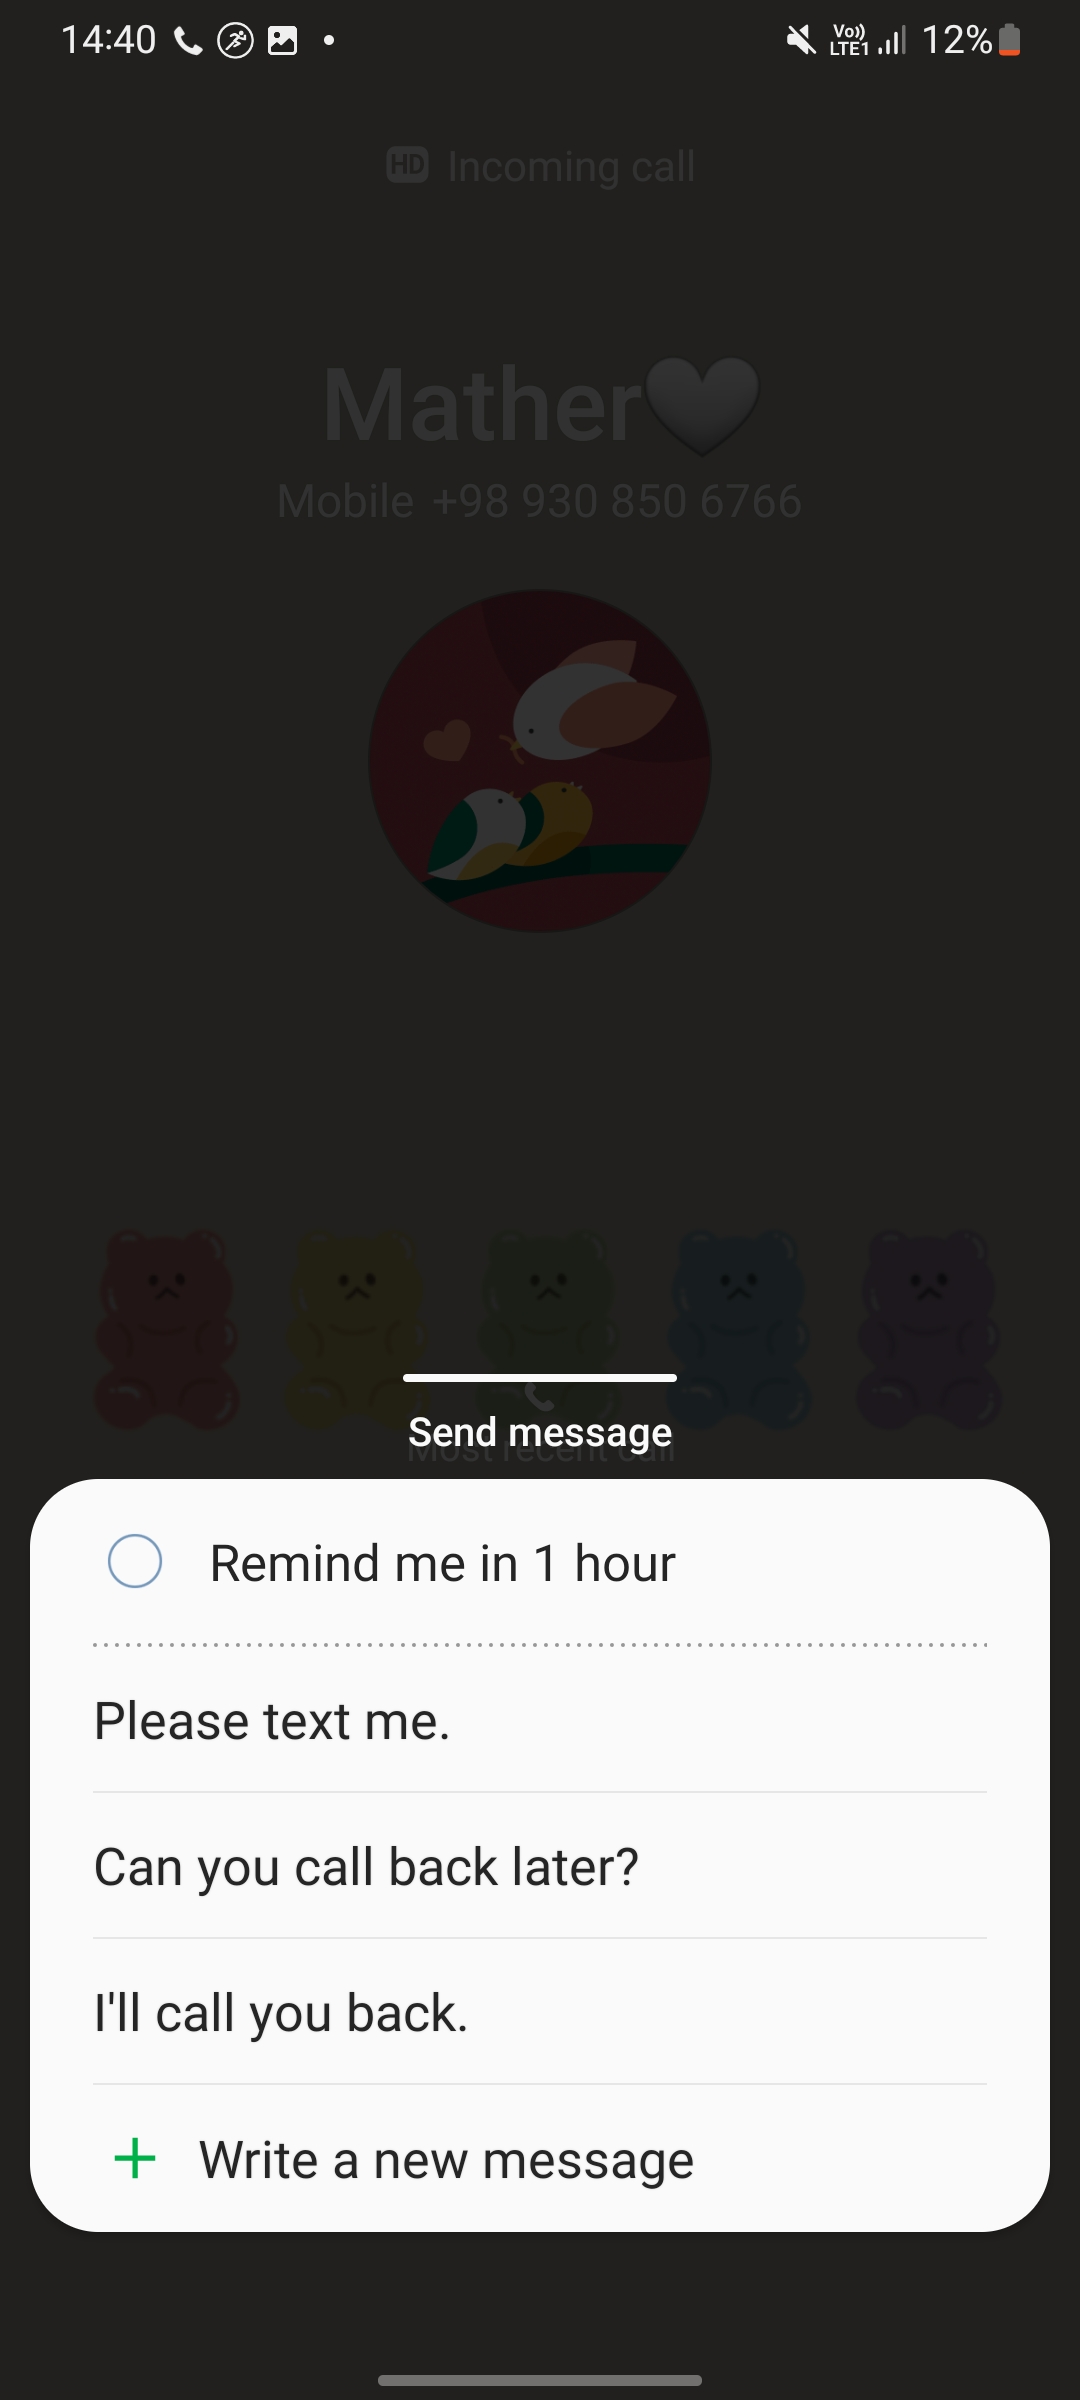 14:40
Vo)) LTE1 12%
HD Incoming call
Mather🖤
Mobile +98 930 850 6766
Send message
Most recent call
Remind me in 1 hour
Please text me.
Can you call back later?
I'll call you back.
+ Write a new message